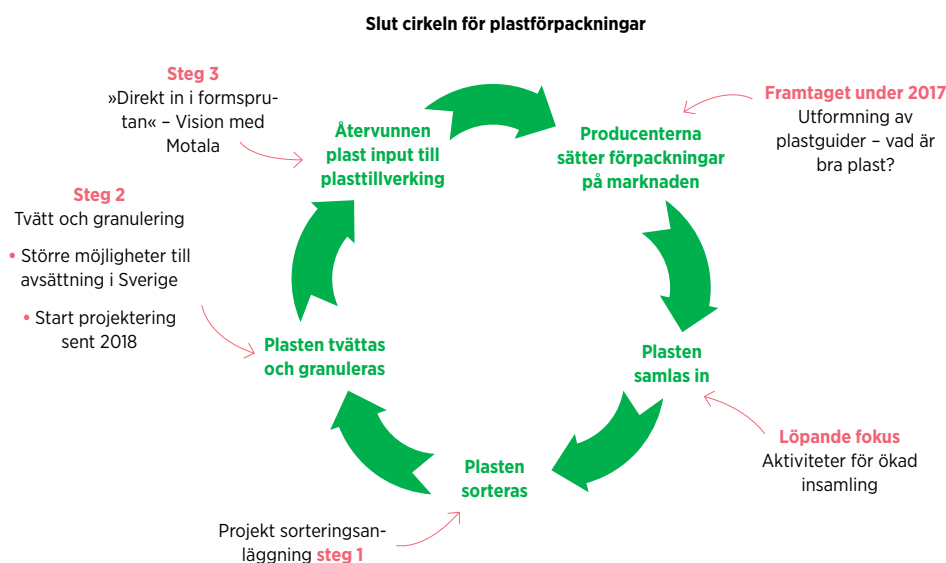 Slut cirkeln för plastförpackningar
Steg 3
»Direkt in i formspru-
tan« – Vision med
Motala
Återvunnen
plast input till
plasttillverking
Producenterna
sätter förpackningar
på marknaden
Framtaget under 2017
Utformning av
plastguider – vad är
bra plast?
Steg 2
Tvätt och granulering
• Större möjligheter till
avsättning i Sverige
• Start projektering
sent 2018
Plasten tvättas
och granuleras
Plasten
samlas in
Löpande fokus
Aktiviteter för ökad
insamling
Plasten
sorteras
Projekt sorteringsan-
läggning steg 1